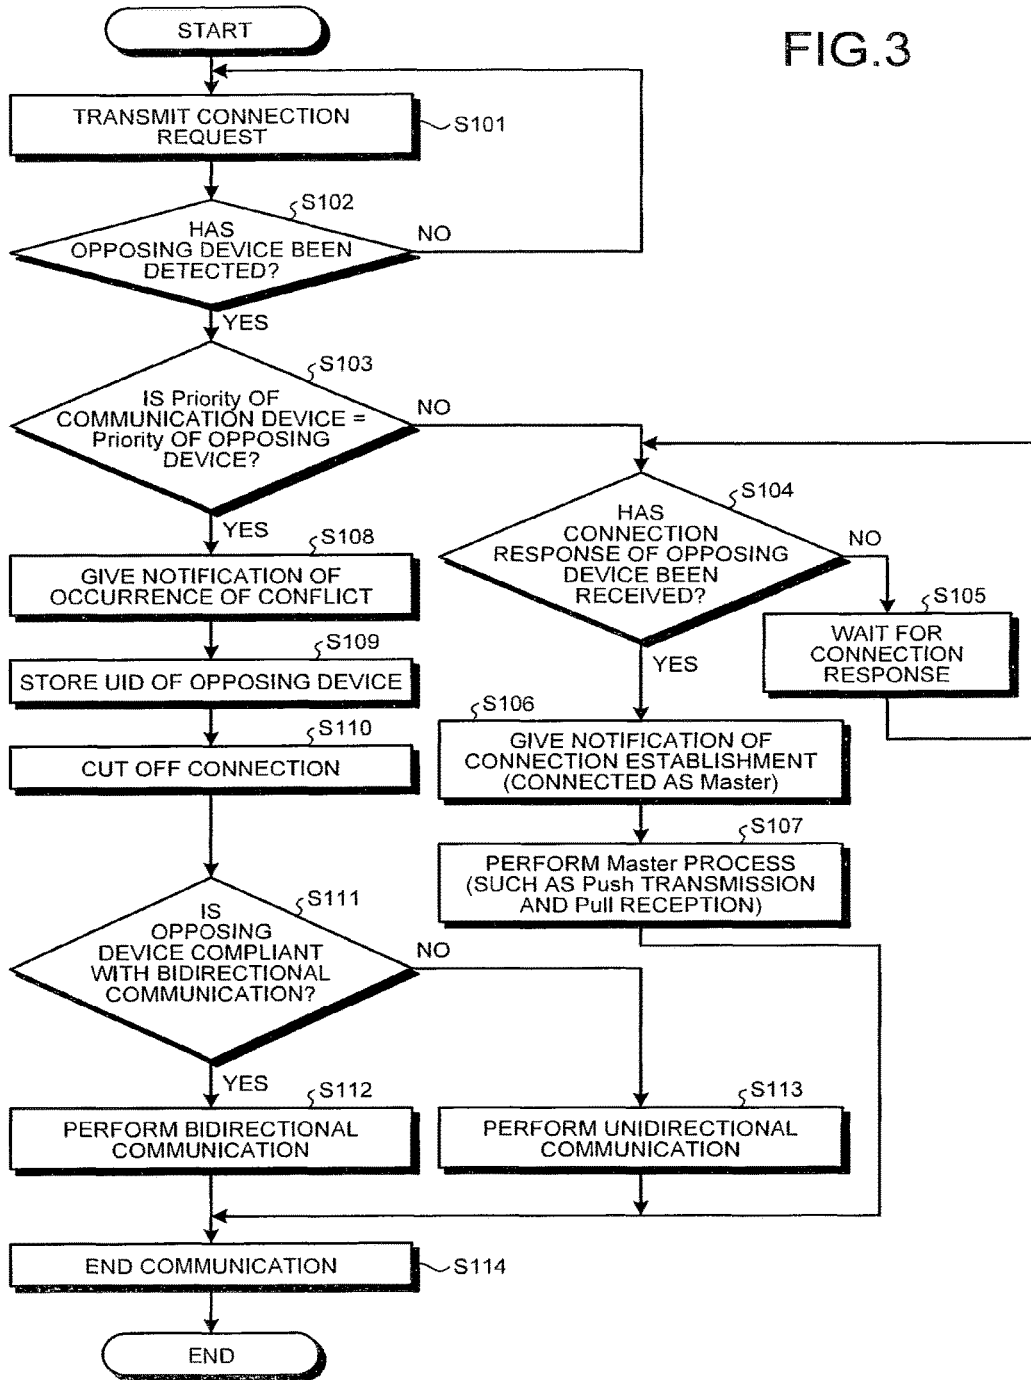 START
FIG.3
TRANSMIT CONNECTION
REQUEST
S101
S102
HAS
OPPOSING DEVICE BEEN
DETECTED?
NO
YES
S103
IS Priority OF
COMMUNICATION DEVICE =
Priority OF OPPOSING
DEVICE?
NO
YES
S104
HAS
CONNECTION
RESPONSE OF OPPOSING
DEVICE BEEN
RECEIVED?
NO
YES
S105
WAIT FOR
CONNECTION
RESPONSE
S106
GIVE NOTIFICATION OF
CONNECTION ESTABLISHMENT
(CONNECTED AS Master)
S107
PERFORM Master PROCESS
(SUCH AS Push TRANSMISSION
AND Pull RECEPTION)
S108
GIVE NOTIFICATION OF
OCCURRENCE OF CONFLICT
S109
STORE UID OF OPPOSING DEVICE
S110
CUT OFF CONNECTION
S111
IS
OPPOSING
DEVICE COMPLIANT
WITH BIDIRECTIONAL
COMMUNICATION?
NO
YES
S112
PERFORM BIDIRECTIONAL
COMMUNICATION
S113
PERFORM UNIDIRECTIONAL
COMMUNICATION
END COMMUNICATION
S114
END